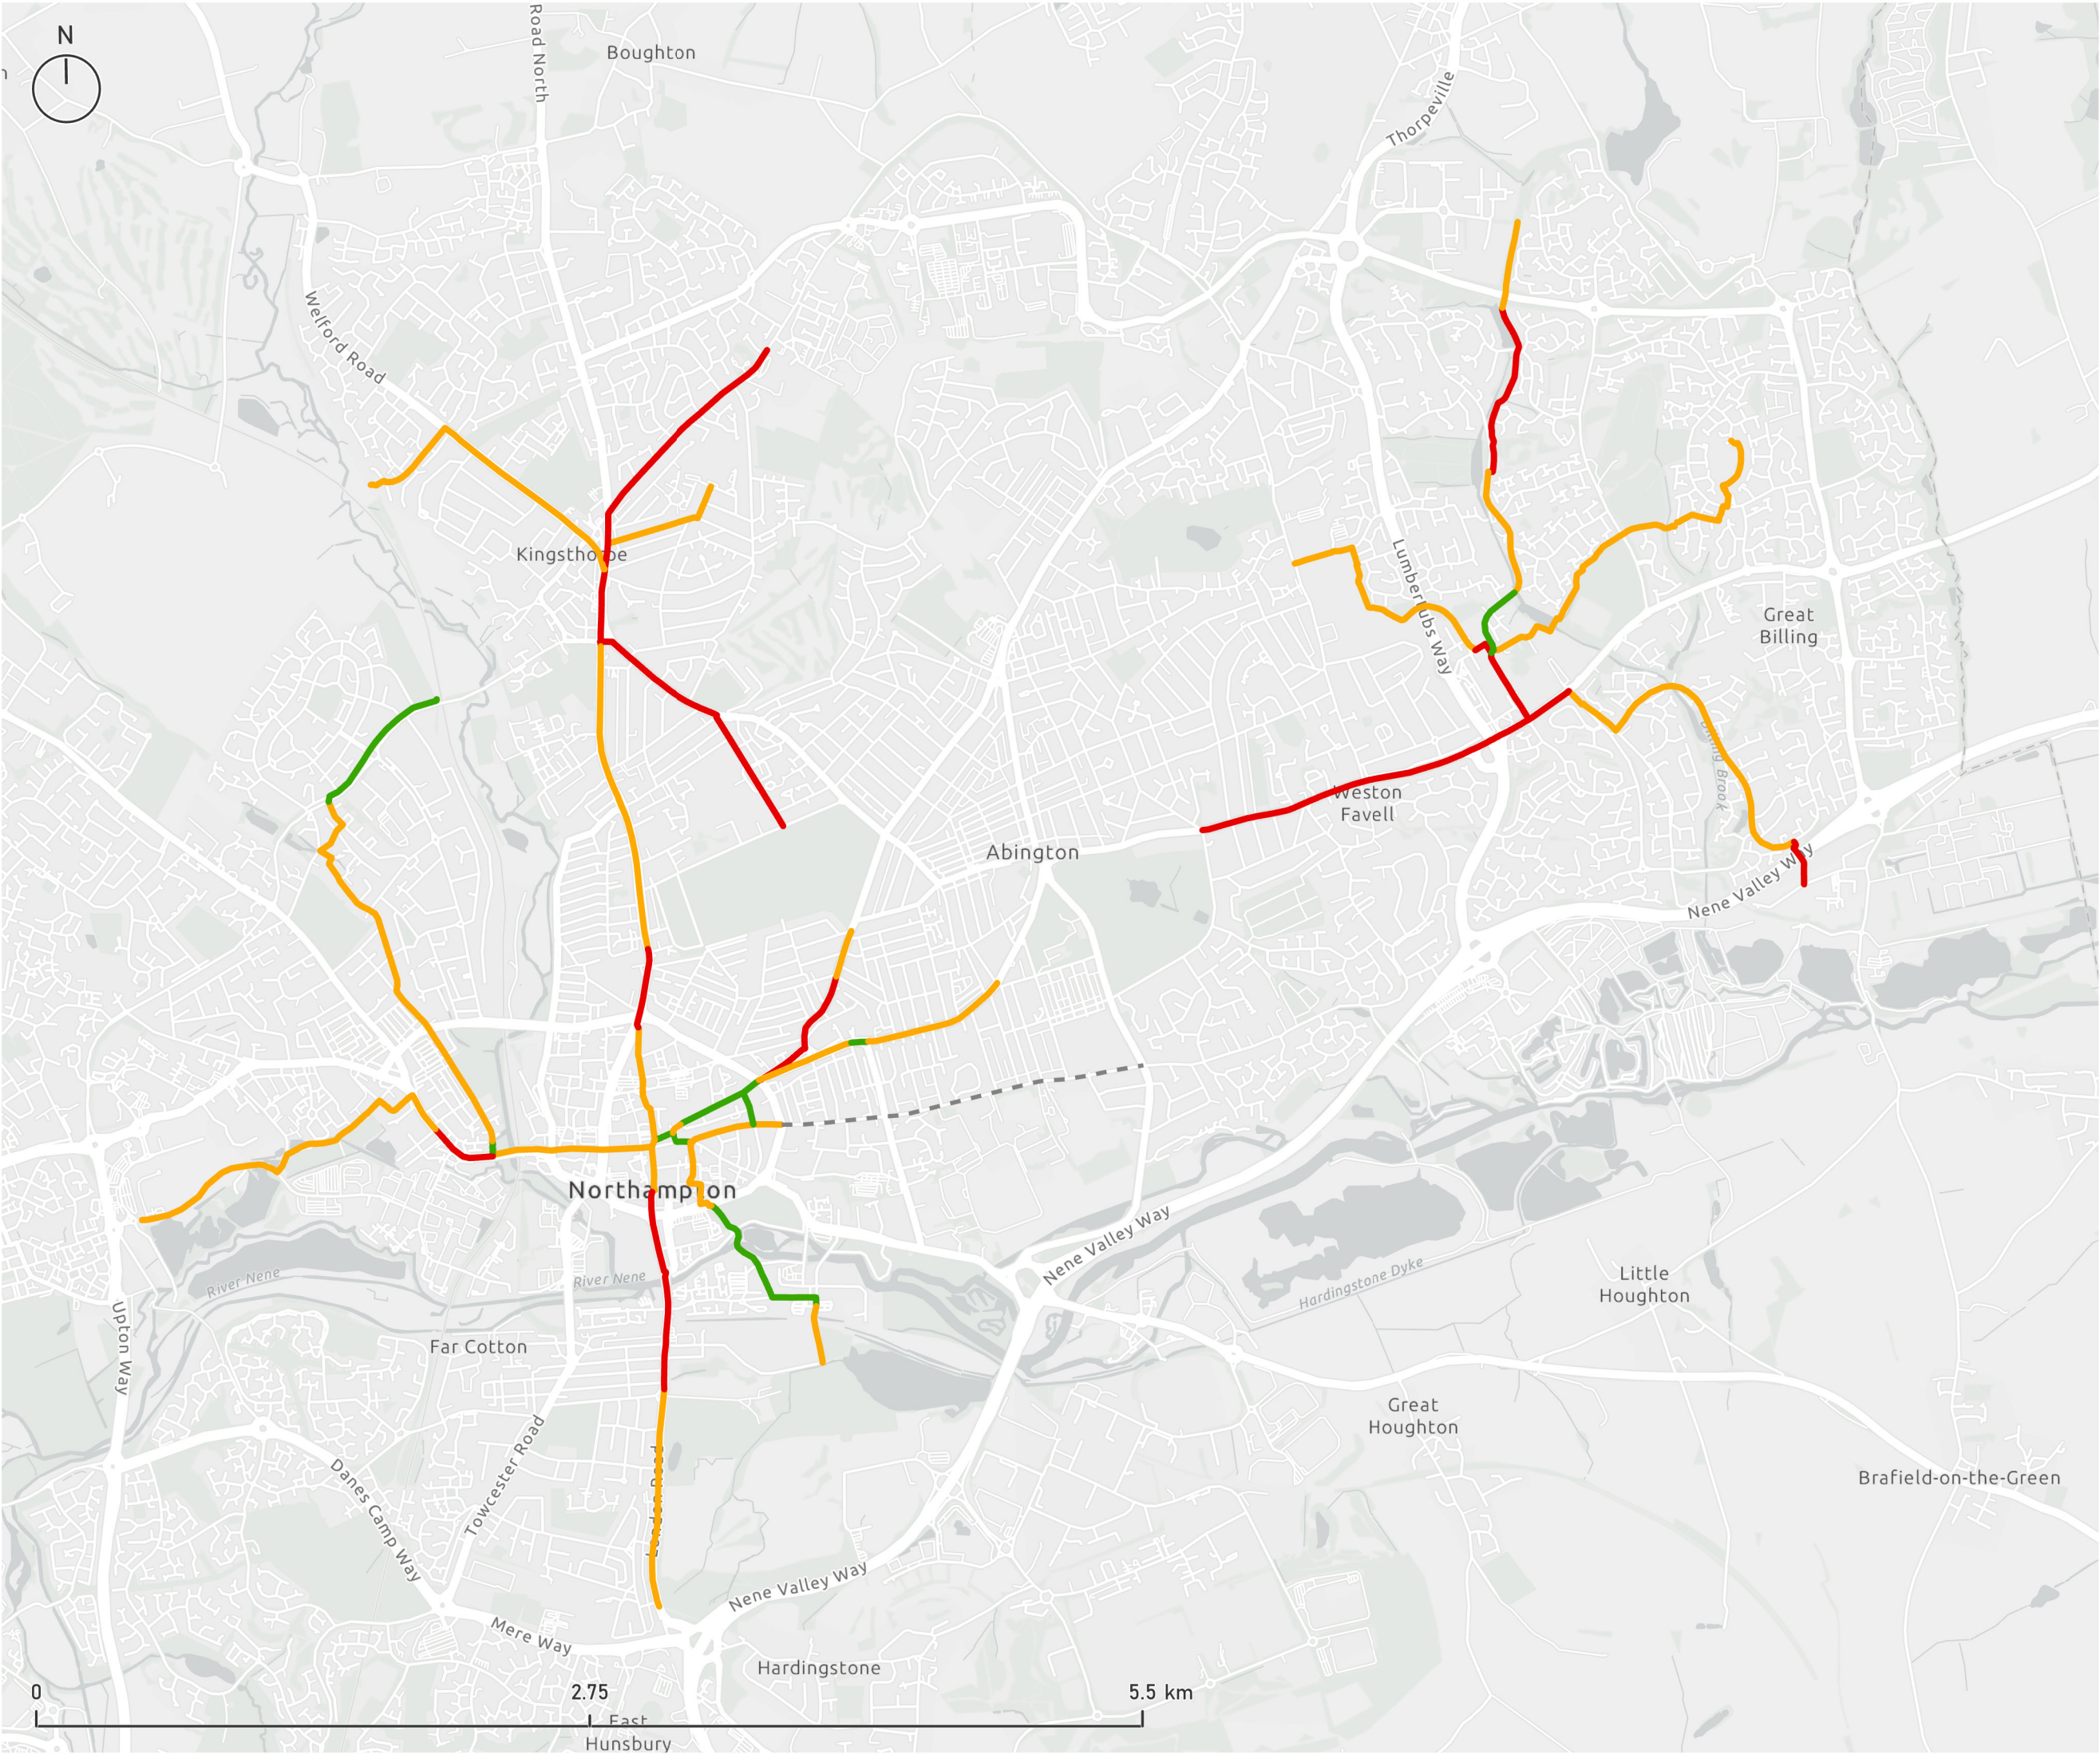 N
Road North
Boughton
Thorpeville
Welford Road
Kingsthorpe
Lumbertubs Way
Great
Billing
Billing Brook
Weston
Favell
Abington
Nene Valley Way
Northampton
Nene Valley Way
River Nene
River Nene
Hardingstone Dyke
Little
Houghton
Upton Way
Far Cotton
Great
Houghton
Towcester Road
London Road
Danes Camp Way
Brafield-on-the-Green
Nene Valley Way
Mere Way
Hardingstone
0
2.75
5.5 km
East
Hunsbury